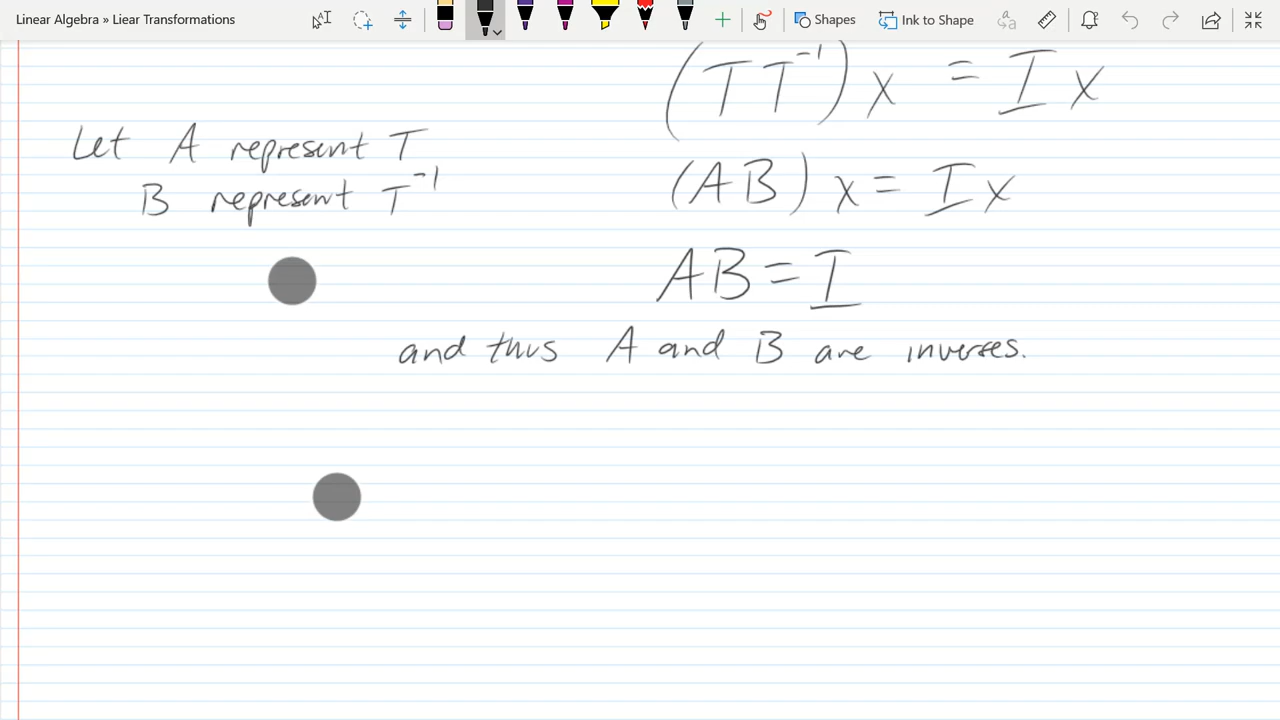 Linear Algebra » Liear Transformations
Shapes
Ink to Shape
(T T⁻¹) x = I x
Let A represent T
B represent T⁻¹
(AB) x = I x
AB = I
and thus A and B are inverses.